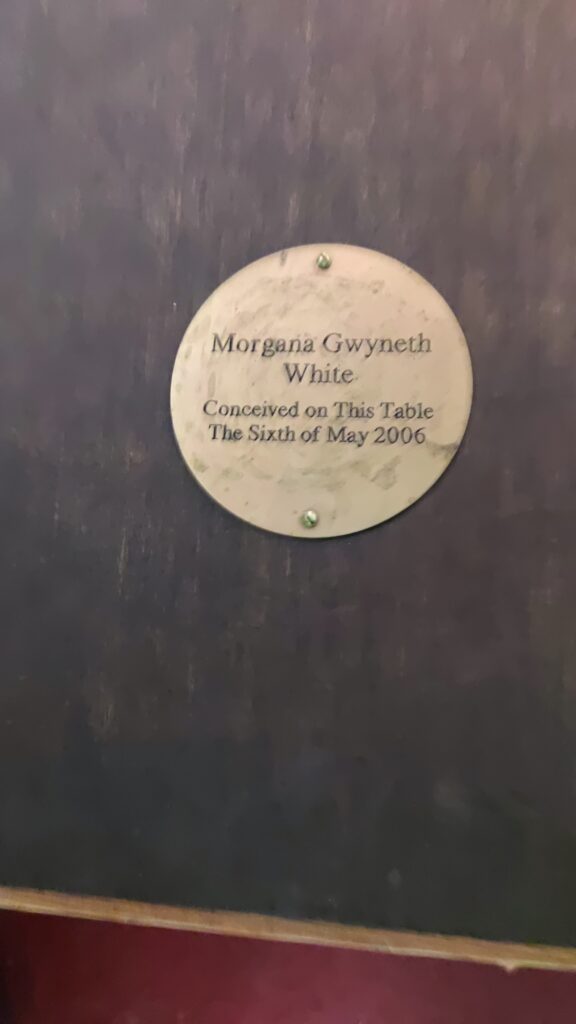 Morgana Gwyneth
White
Conceived on This Table
The Sixth of May 2006